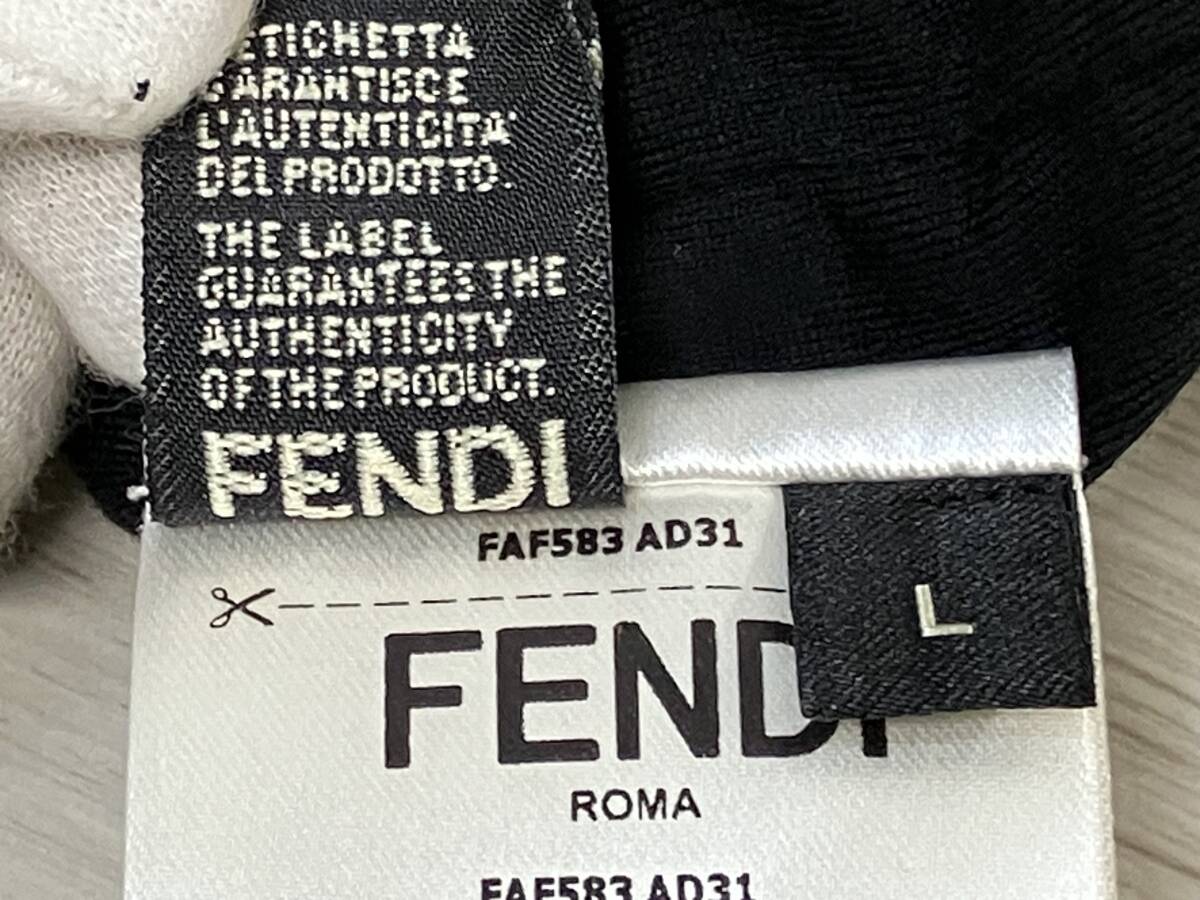 ETICHETTA
GARANTISCE
L'AUTENTICITA'
DEL PRODOTTO.
THE LABEL
GUARANTEES THE
AUTHENTICITY
OF THE PRODUCT.
FENDI
FAF583 AD31
L
FENDI
ROMA
FAF583 AD31